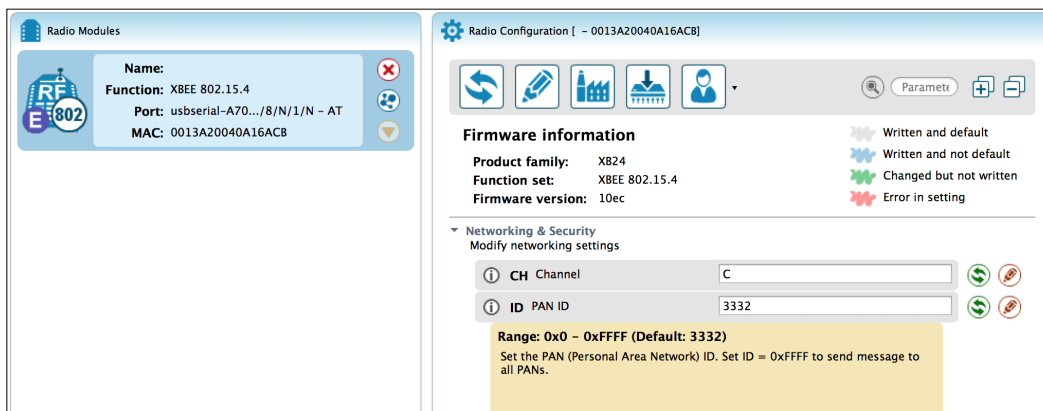 Radio Modules
RF
E
802
Name:
Function: XBEE 802.15.4
Port: usbserial-A70.../8/N/1/N - AT
MAC: 0013A20040A16ACB
Radio Configuration [ - 0013A20040A16ACB]
Paramete
Firmware information
Product family: XB24
Function set: XBEE 802.15.4
Firmware version: 10ec
Written and default
Written and not default
Changed but not written
Error in setting
Networking & Security
Modify networking settings
i CH Channel C
i ID PAN ID 3332
Range: 0x0 - 0xFFFF (Default: 3332)
Set the PAN (Personal Area Network) ID. Set ID = 0xFFFF to send message to
all PANs.